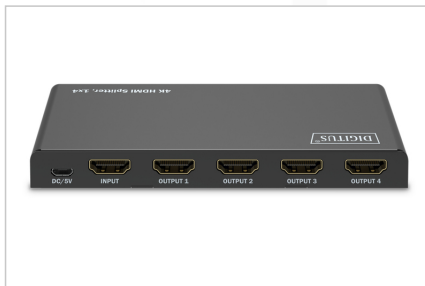 4K HDMI Splitter, 1x4
DIGITUS®
DC/5V INPUT OUTPUT 1 OUTPUT 2 OUTPUT 3 OUTPUT 4